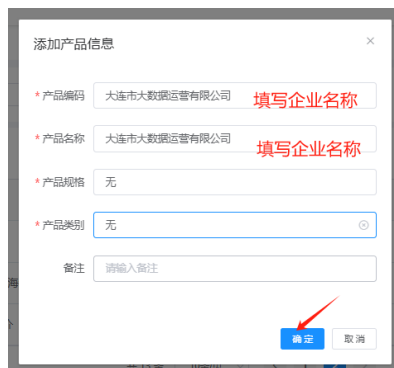 添加产品信息
* 产品编码 大连市大数据运营有限公司 填写企业名称
* 产品名称 大连市大数据运营有限公司 填写企业名称
* 产品规格 无
* 产品类别 无
备注 请输入备注
确定 取消
海